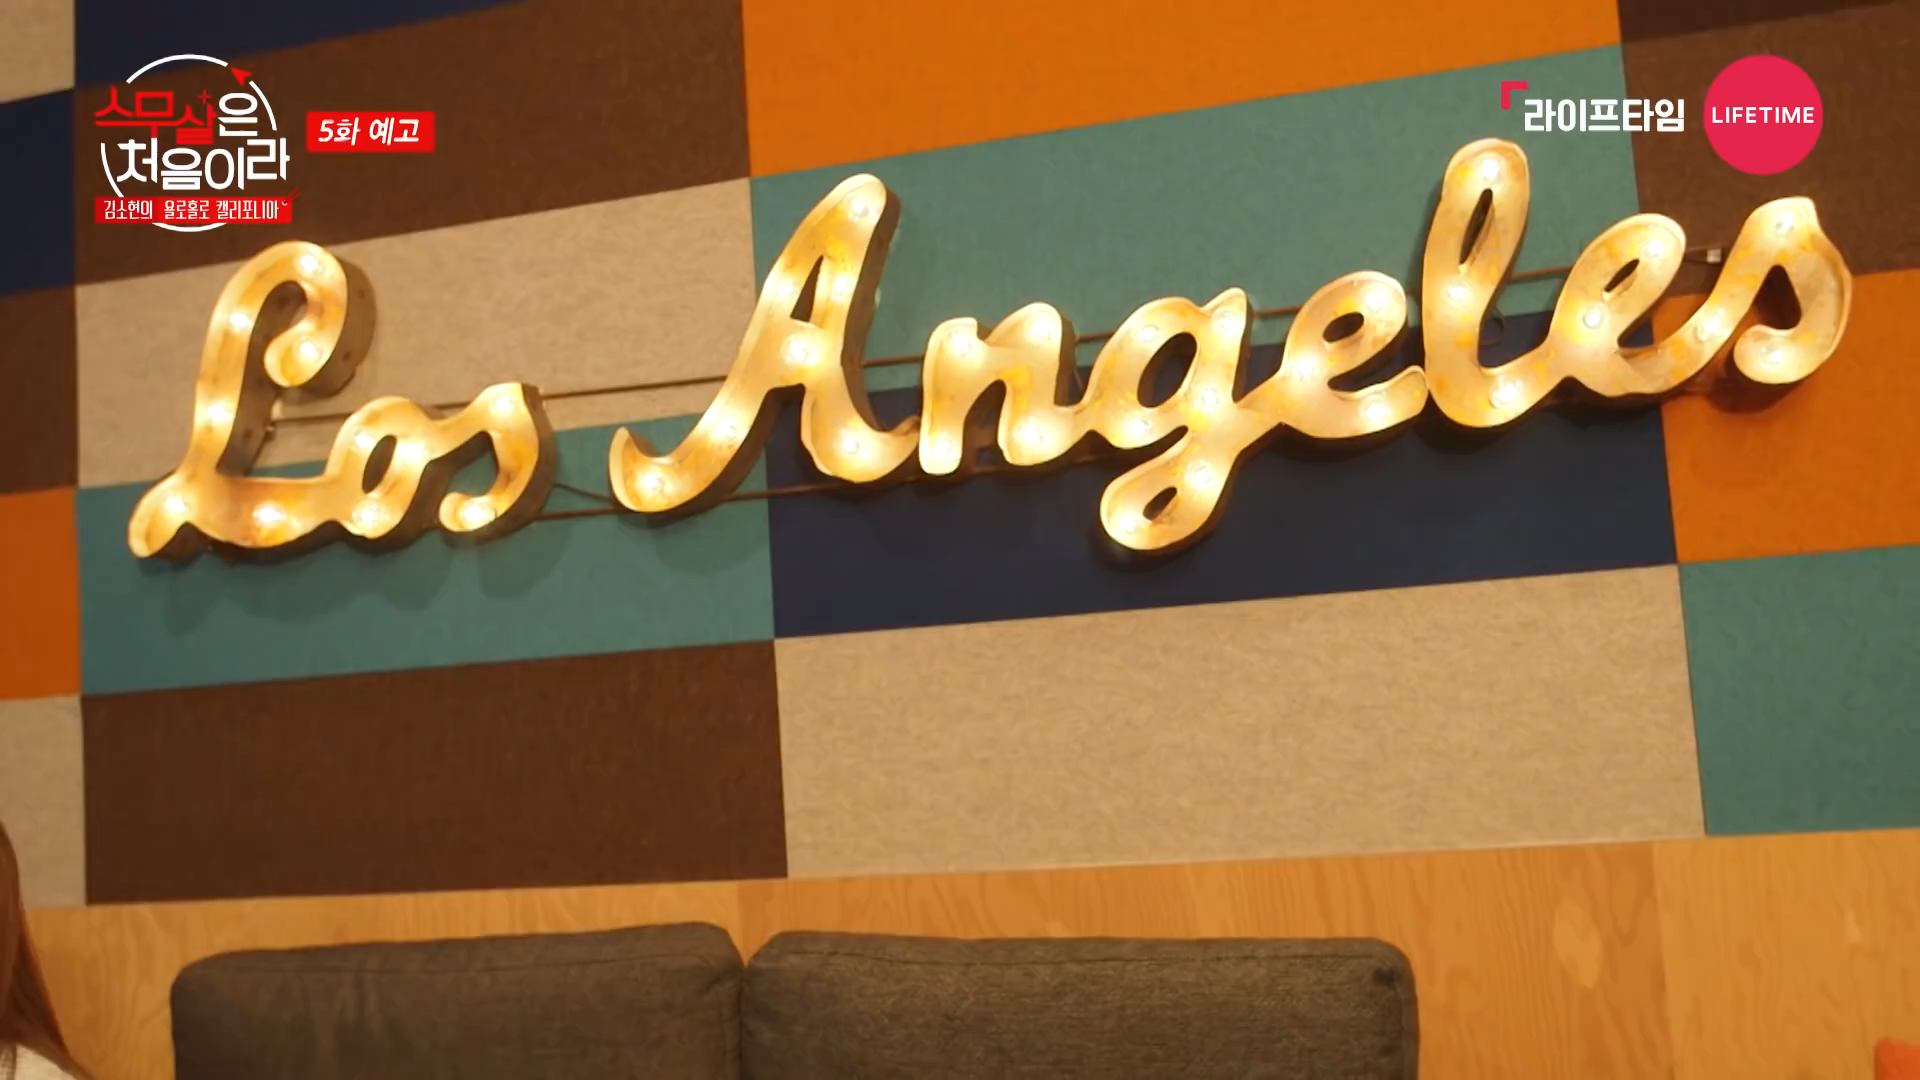 스무살은
처음이라
김소현의 욜로홀로 캘리포니아
5화 예고
라이프타임
LIFETIME
Los Angeles